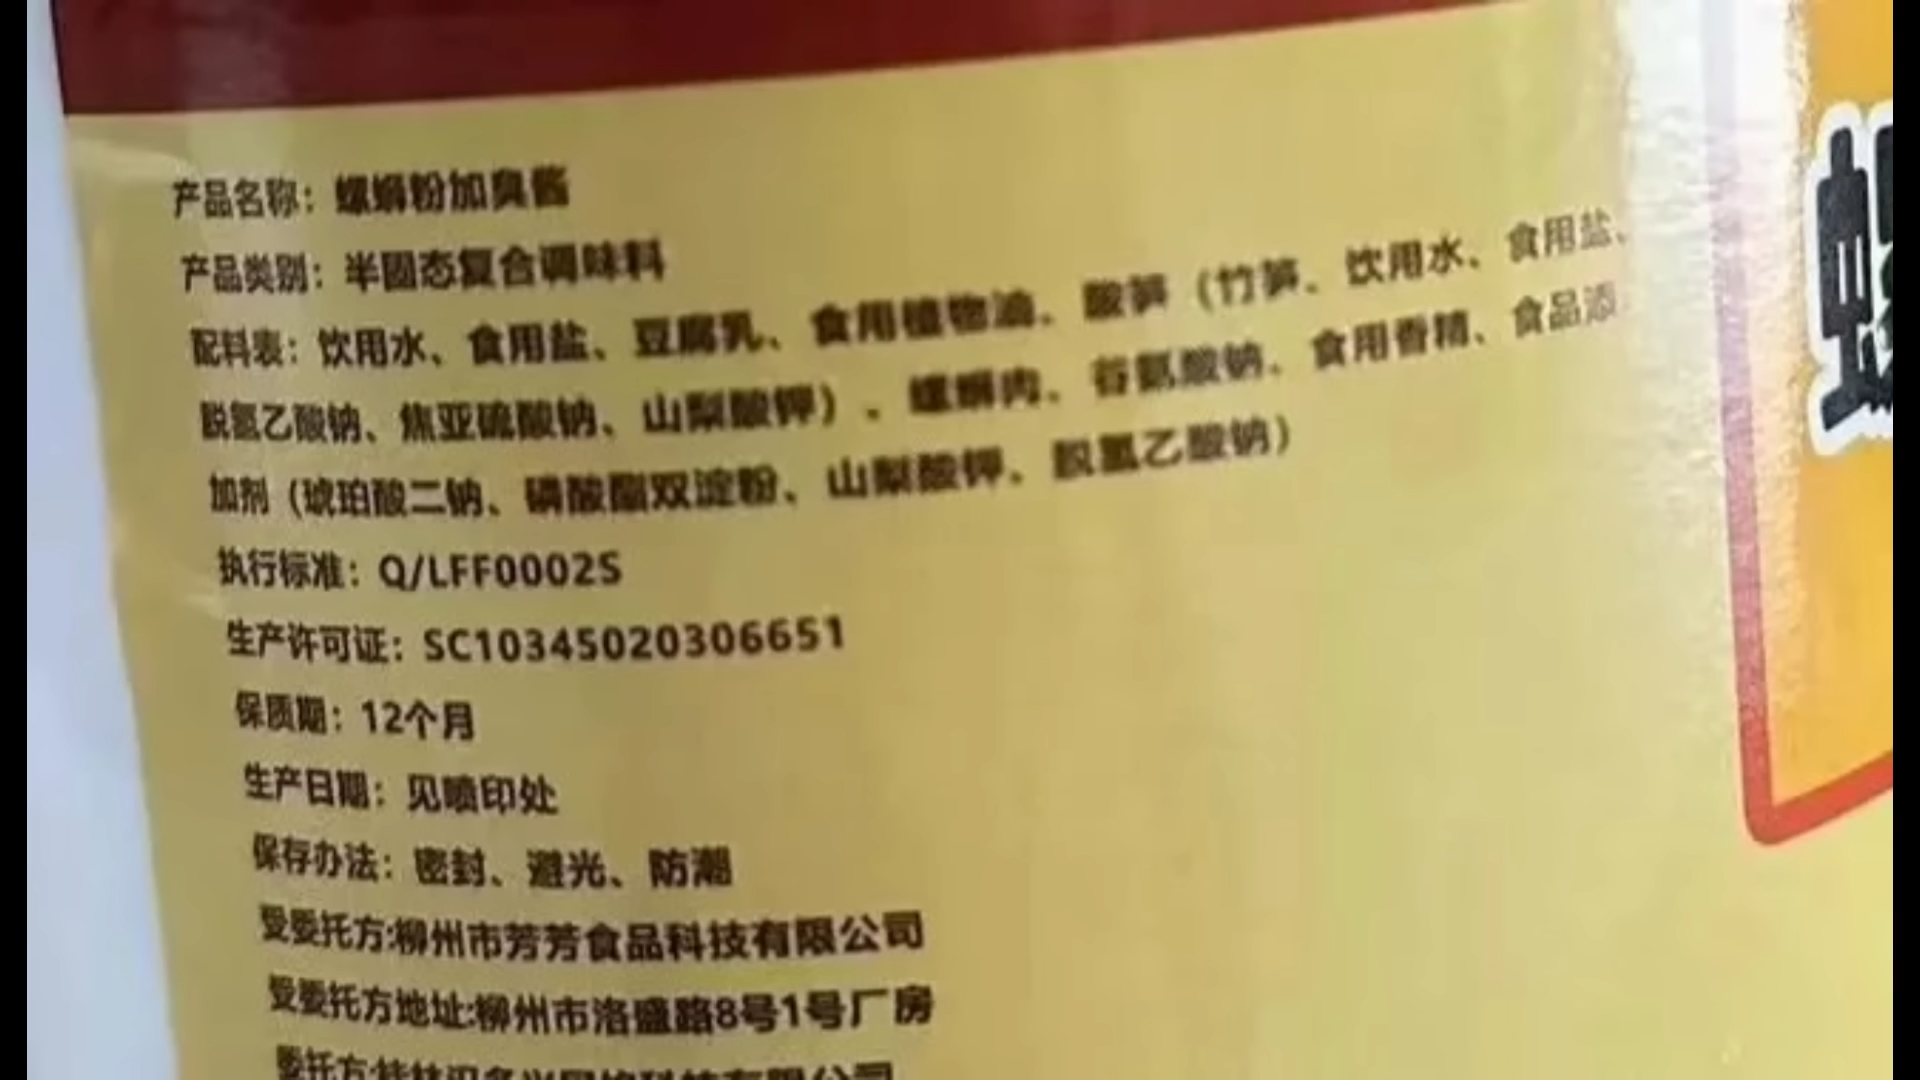 产品名称：螺蛳粉加臭酱
产品类别：半固态复合调味料
配料表：饮用水、食用盐、豆腐乳、食用植物油、酸笋（竹笋、饮用水、食用盐、
脱氢乙酸钠、焦亚硫酸钠、山梨酸钾）、螺蛳肉、谷氨酸钠、食用香精、食品添
加剂（琥珀酸二钠、磷酸酯双淀粉、山梨酸钾、脱氢乙酸钠）
执行标准：Q/LFF0002S
生产许可证：SC10345020306651
保质期：12个月
生产日期：见喷印处
保存办法：密封、避光、防潮
受委托方:柳州市芳芳食品科技有限公司
受委托方地址:柳州市洛盛路8号1号厂房
委托方:桂林